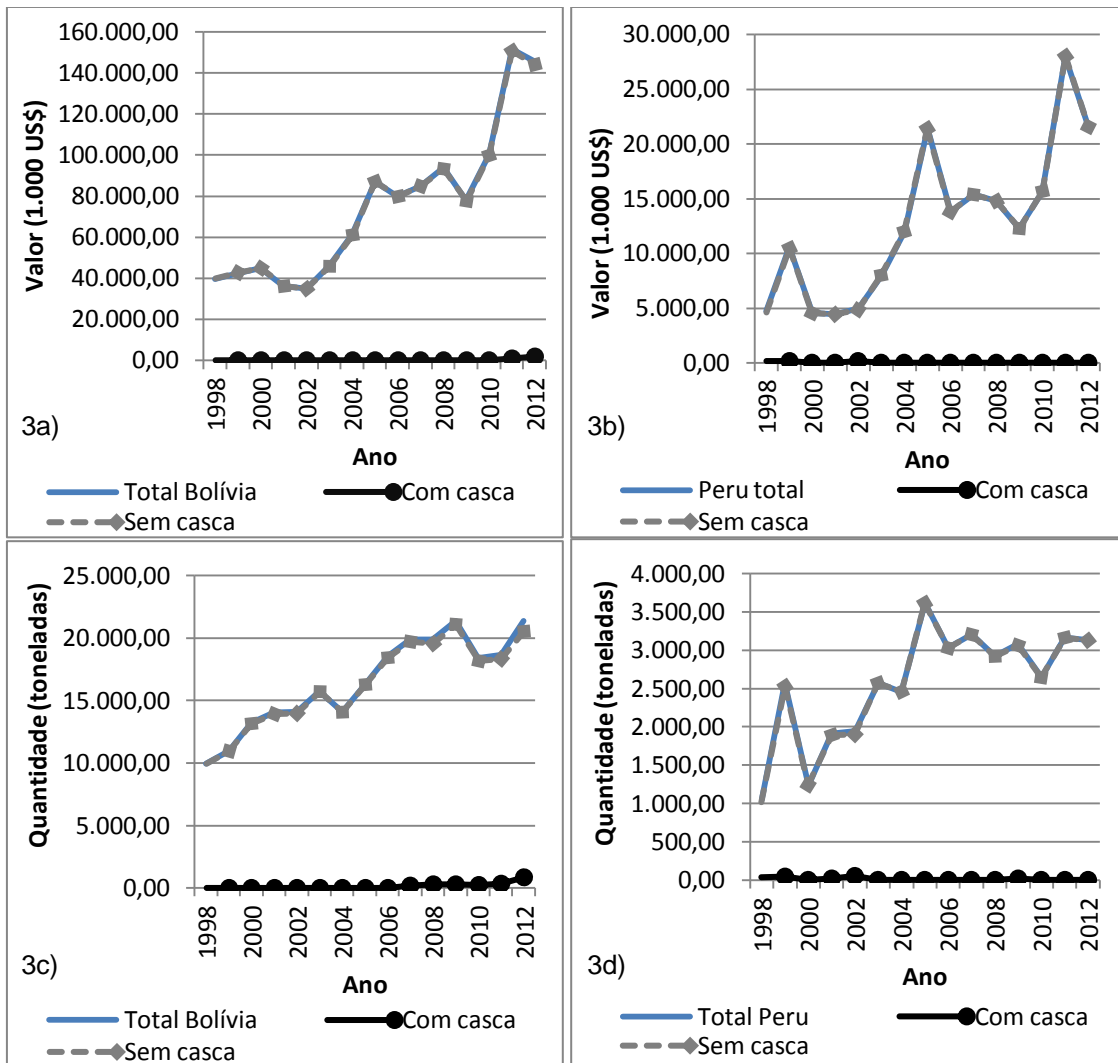 160.000,00
140.000,00
120.000,00
100.000,00
80.000,00
60.000,00
40.000,00
20.000,00
0,00
Valor (1.000 US$)
1998
2000
2002
2004
2006
2008
2010
2012
3a)
Ano
Total Bolívia
Com casca
Sem casca
30.000,00
25.000,00
20.000,00
15.000,00
10.000,00
5.000,00
0,00
Valor (1.000 US$)
1998
2000
2002
2004
2006
2008
2010
2012
3b)
Ano
Peru total
Com casca
Sem casca
25.000,00
20.000,00
15.000,00
10.000,00
5.000,00
0,00
Quantidade (toneladas)
1998
2000
2002
2004
2006
2008
2010
2012
3c)
Ano
Total Bolívia
Com casca
Sem casca
4.000,00
3.500,00
3.000,00
2.500,00
2.000,00
1.500,00
1.000,00
500,00
0,00
Quantidade (toneladas)
1998
2000
2002
2004
2006
2008
2010
2012
3d)
Ano
Total Peru
Com casca
Sem casca